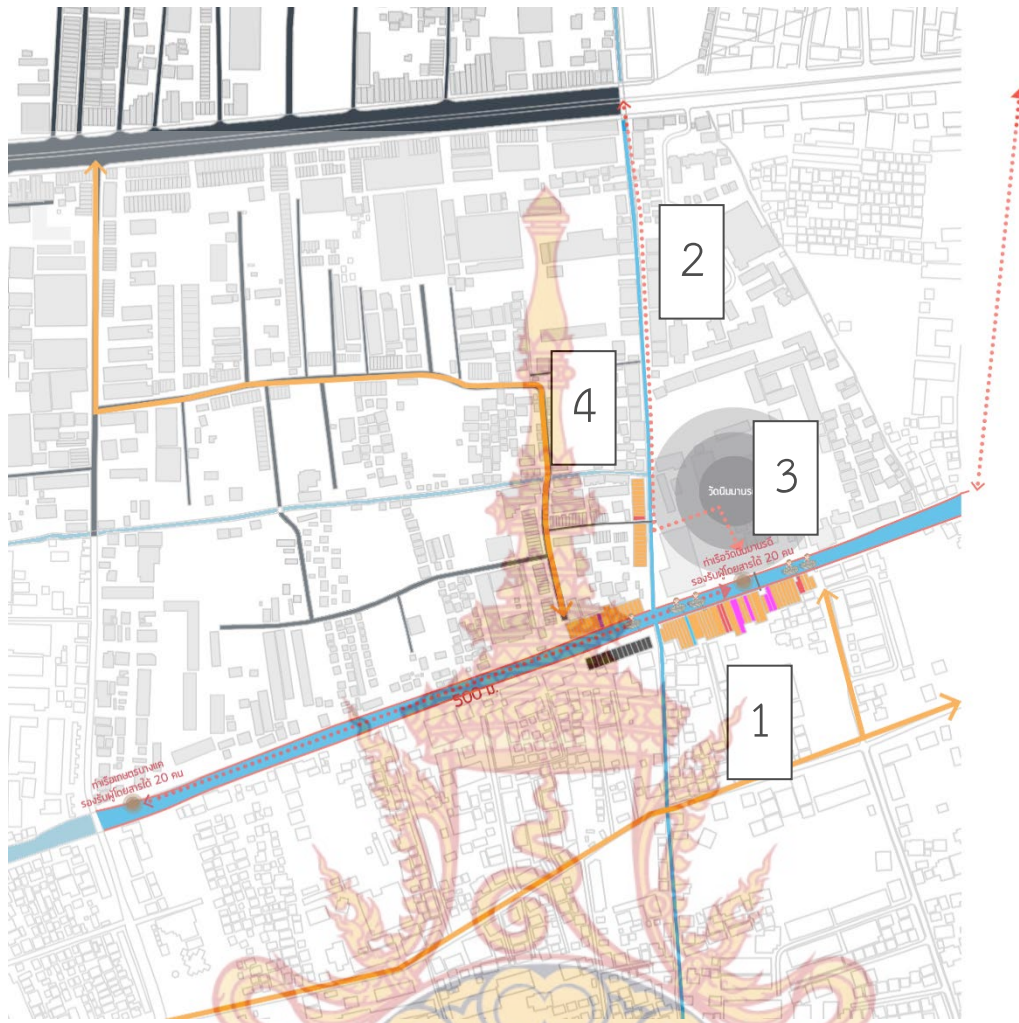 2
4
3
วัดนิมมานร
ท่าเรือวัดนิมมานรดี
รองรับผู้โดยสารได้ 20 คน
500 ม.
1
ท่าเรือเกษตรบางแค
รองรับผู้โดยสารได้ 20 คน